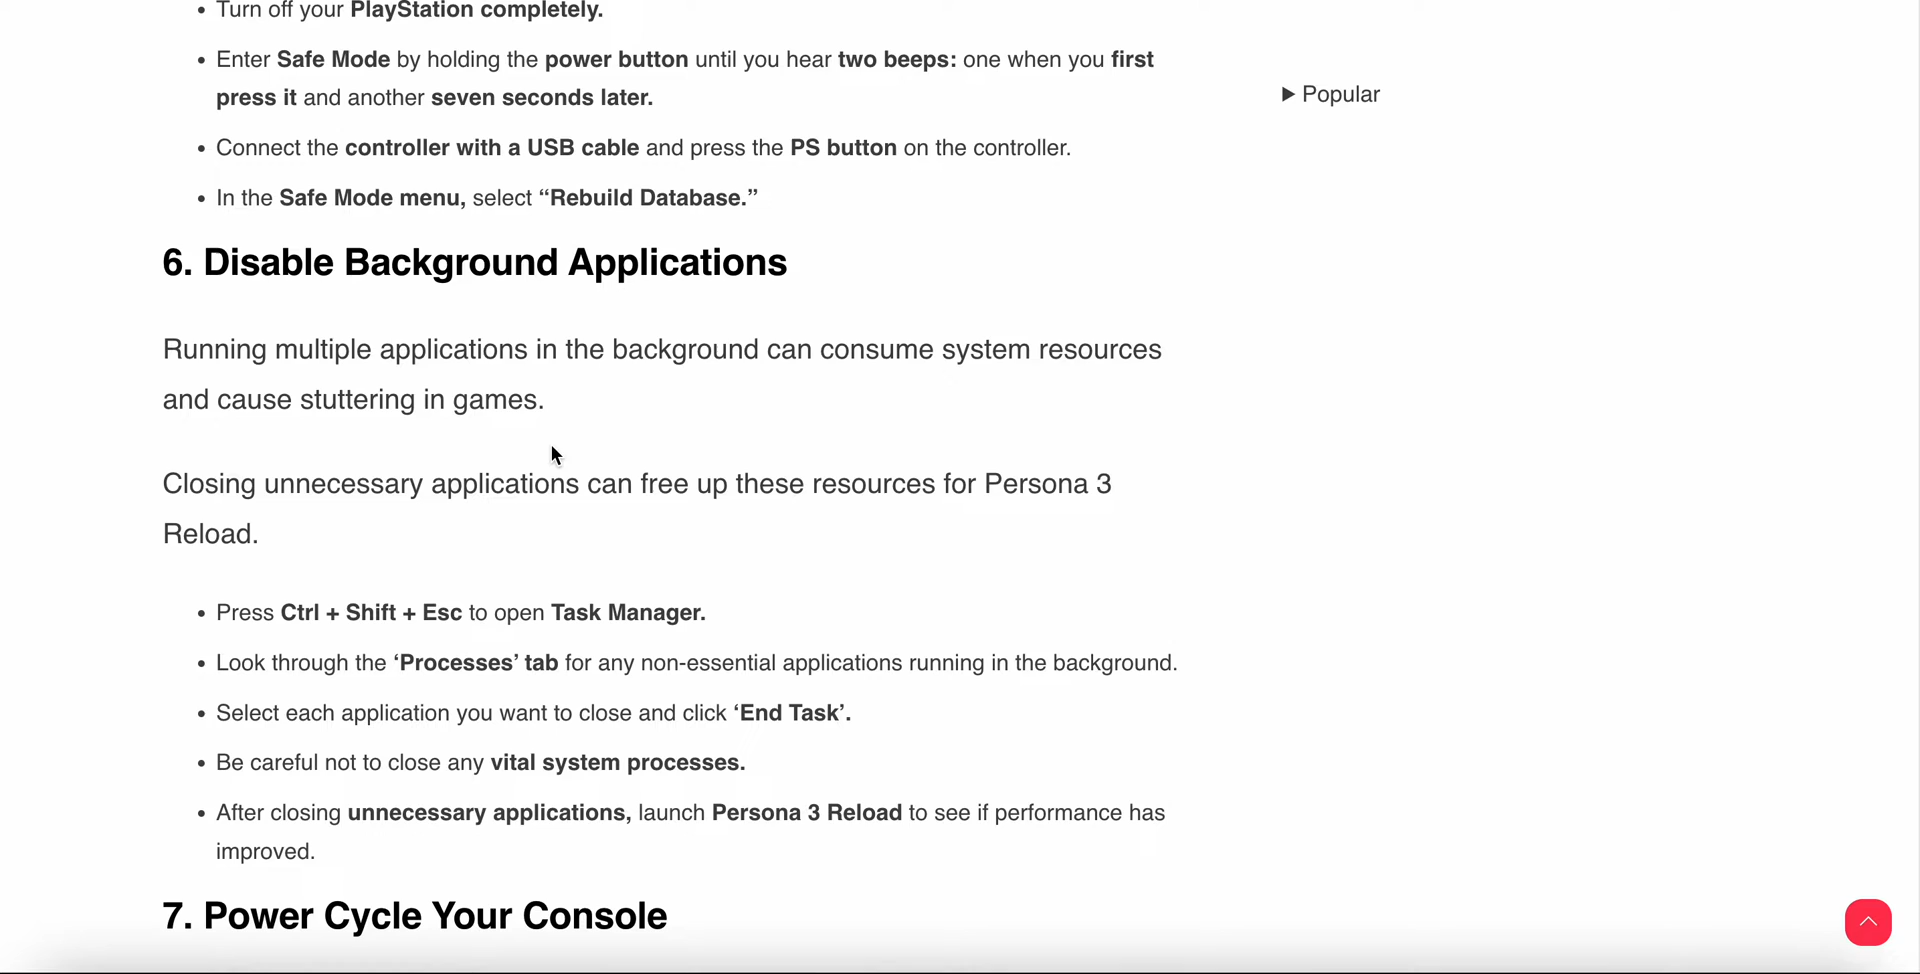 • Turn off your PlayStation completely.
• Enter Safe Mode by holding the power button until you hear two beeps: one when you first
press it and another seven seconds later.
▶ Popular
• Connect the controller with a USB cable and press the PS button on the controller.
• In the Safe Mode menu, select “Rebuild Database.”
6. Disable Background Applications
Running multiple applications in the background can consume system resources
and cause stuttering in games.
Closing unnecessary applications can free up these resources for Persona 3
Reload.
• Press Ctrl + Shift + Esc to open Task Manager.
• Look through the ‘Processes’ tab for any non-essential applications running in the background.
• Select each application you want to close and click ‘End Task’.
• Be careful not to close any vital system processes.
• After closing unnecessary applications, launch Persona 3 Reload to see if performance has
improved.
7. Power Cycle Your Console